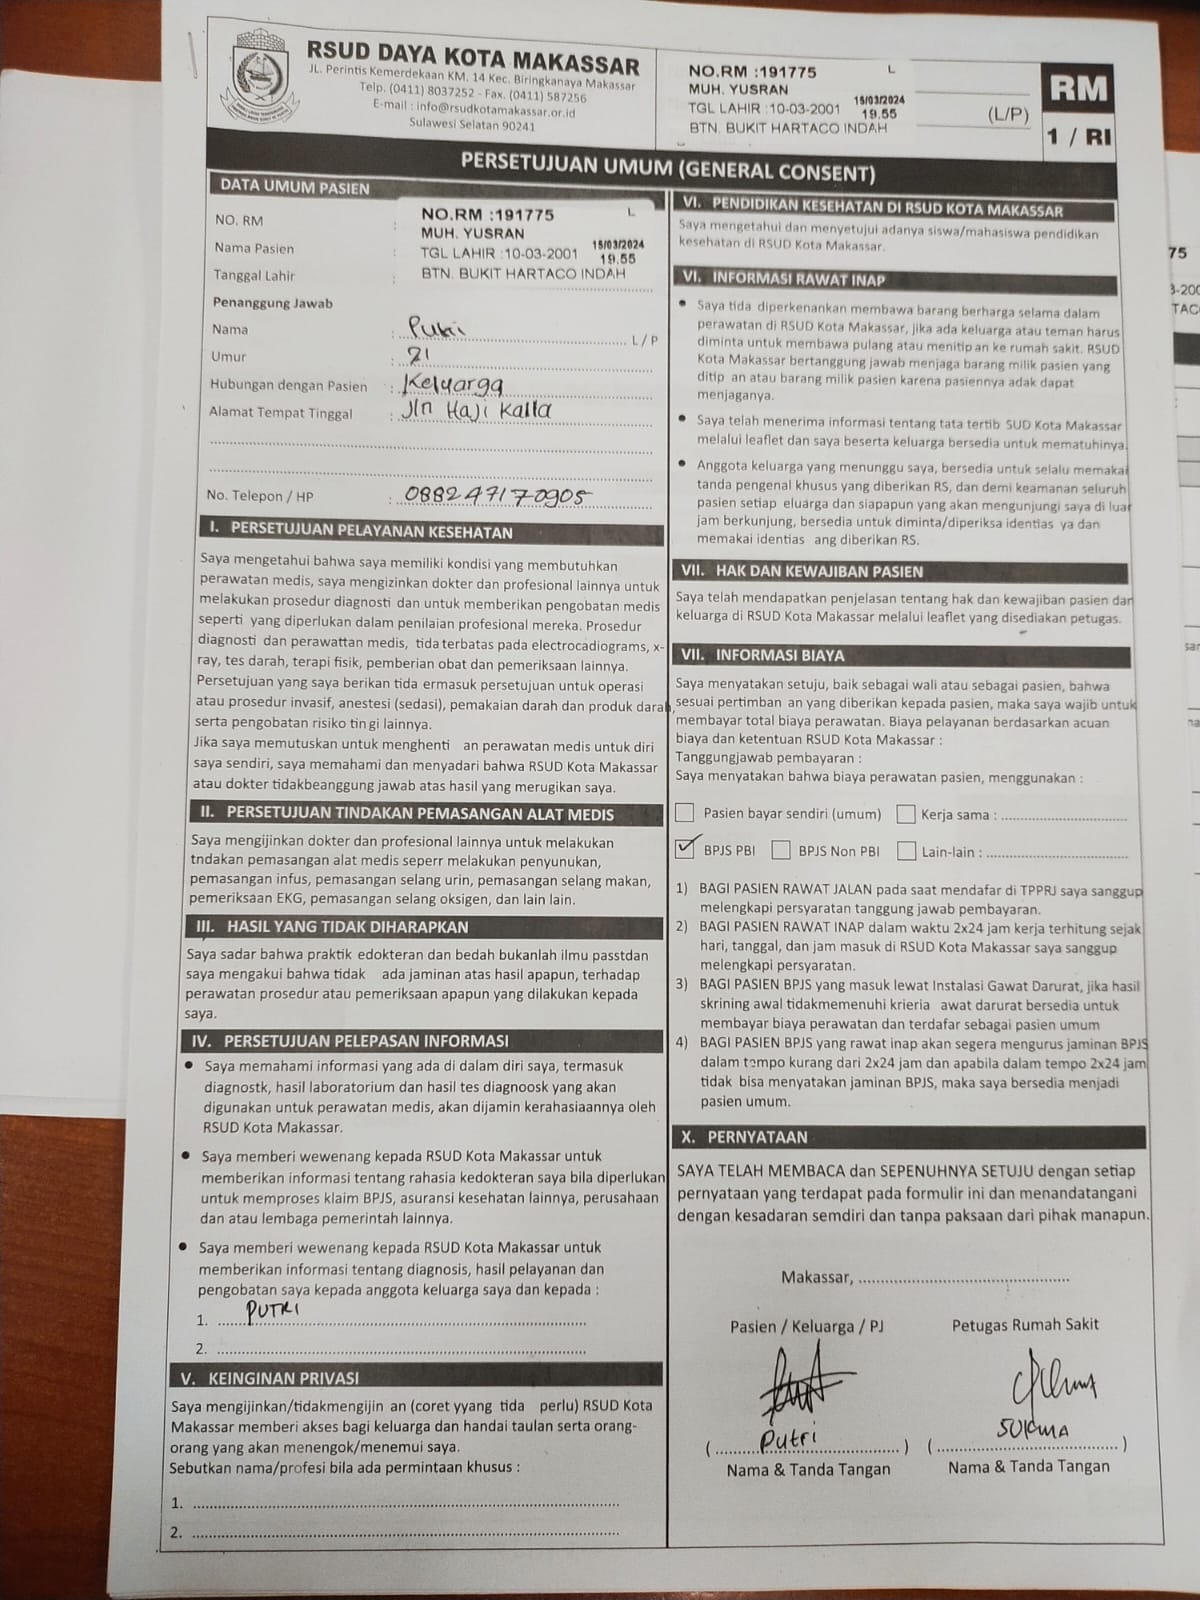 RSUD DAYA KOTA MAKASSAR
JL. Perintis Kemerdekaan KM. 14 Kec. Biringkanaya Makassar
Telp. (0411) 8037252 - Fax. (0411) 587256
E-mail : info@rsudkotamakassar.or.id
Sulawesi Selatan 90241
NO.RM :191775 L
MUH. YUSRAN
TGL LAHIR :10-03-2001 15/03/2024 19.55
BTN. BUKIT HARTACO INDAH
(L/P)
RM
1 / RI
PERSETUJUAN UMUM (GENERAL CONSENT)
DATA UMUM PASIEN
NO. RM
Nama Pasien :
Tanggal Lahir :
NO.RM :191775 L
MUH. YUSRAN
TGL LAHIR :10-03-2001 15/03/2024 19.55
BTN. BUKIT HARTACO INDAH
Penanggung Jawab
Nama : Putri L / P
Umur : 21
Hubungan dengan Pasien : Keluarga
Alamat Tempat Tinggal : Jln Haji Kalla
No. Telepon / HP : 088247170905
I. PERSETUJUAN PELAYANAN KESEHATAN
Saya mengetahui bahwa saya memiliki kondisi yang membutuhkan
perawatan medis, saya mengizinkan dokter dan profesional lainnya untuk
melakukan prosedur diagnosti dan untuk memberikan pengobatan medis
seperti yang diperlukan dalam penilaian profesional mereka. Prosedur
diagnosti dan perawattan medis, tida terbatas pada electrocadiograms, x-
ray, tes darah, terapi fisik, pemberian obat dan pemeriksaan lainnya.
Persetujuan yang saya berikan tida ermasuk persetujuan untuk operasi
atau prosedur invasif, anestesi (sedasi), pemakaian darah dan produk darah,
serta pengobatan risiko tin gi lainnya.
Jika saya memutuskan untuk menghenti an perawatan medis untuk diri
saya sendiri, saya memahami dan menyadari bahwa RSUD Kota Makassar
atau dokter tidakbeanggung jawab atas hasil yang merugikan saya.
II. PERSETUJUAN TINDAKAN PEMASANGAN ALAT MEDIS
Saya mengijinkan dokter dan profesional lainnya untuk melakukan
tndakan pemasangan alat medis seperr melakukan penyunukan,
pemasangan infus, pemasangan selang urin, pemasangan selang makan,
pemeriksaan EKG, pemasangan selang oksigen, dan lain lain.
III. HASIL YANG TIDAK DIHARAPKAN
Saya sadar bahwa praktik edokteran dan bedah bukanlah ilmu passtdan
saya mengakui bahwa tidak ada jaminan atas hasil apapun, terhadap
perawatan prosedur atau pemeriksaan apapun yang dilakukan kepada
saya.
IV. PERSETUJUAN PELEPASAN INFORMASI
● Saya memahami informasi yang ada di dalam diri saya, termasuk
diagnostk, hasil laboratorium dan hasil tes diagnoosk yang akan
digunakan untuk perawatan medis, akan dijamin kerahasiaannya oleh
RSUD Kota Makassar.
● Saya memberi wewenang kepada RSUD Kota Makassar untuk
memberikan informasi tentang rahasia kedokteran saya bila diperlukan
untuk memproses klaim BPJS, asuransi kesehatan lainnya, perusahaan
dan atau lembaga pemerintah lainnya.
● Saya memberi wewenang kepada RSUD Kota Makassar untuk
memberikan informasi tentang diagnosis, hasil pelayanan dan
pengobatan saya kepada anggota keluarga saya dan kepada :
1. PUTRI
2.
V. KEINGINAN PRIVASI
Saya mengijinkan/tidakmengijin an (coret yyang tida perlu) RSUD Kota
Makassar memberi akses bagi keluarga dan handai taulan serta orang-
orang yang akan menengok/menemui saya.
Sebutkan nama/profesi bila ada permintaan khusus :
1.
2.
VI. PENDIDIKAN KESEHATAN DI RSUD KOTA MAKASSAR
Saya mengetahui dan menyetujui adanya siswa/mahasiswa pendidikan
kesehatan di RSUD Kota Makassar.
VI. INFORMASI RAWAT INAP
● Saya tida diperkenankan membawa barang berharga selama dalam
perawatan di RSUD Kota Makassar, jika ada keluarga atau teman harus
diminta untuk membawa pulang atau menitip an ke rumah sakit. RSUD
Kota Makassar bertanggung jawab menjaga barang milik pasien yang
ditip an atau barang milik pasien karena pasiennya adak dapat
menjaganya.
● Saya telah menerima informasi tentang tata tertib SUD Kota Makassar
melalui leaflet dan saya beserta keluarga bersedia untuk mematuhinya.
● Anggota keluarga yang menunggu saya, bersedia untuk selalu memakai
tanda pengenal khusus yang diberikan RS, dan demi keamanan seluruh
pasien setiap eluarga dan siapapun yang akan mengunjungi saya di luar
jam berkunjung, bersedia untuk diminta/diperiksa identias ya dan
memakai identias ang diberikan RS.
VII. HAK DAN KEWAJIBAN PASIEN
Saya telah mendapatkan penjelasan tentang hak dan kewajiban pasien dan
keluarga di RSUD Kota Makassar melalui leaflet yang disediakan petugas.
VII. INFORMASI BIAYA
Saya menyatakan setuju, baik sebagai wali atau sebagai pasien, bahwa
sesuai pertimban an yang diberikan kepada pasien, maka saya wajib untuk
membayar total biaya perawatan. Biaya pelayanan berdasarkan acuan
biaya dan ketentuan RSUD Kota Makassar :
Tanggungjawab pembayaran :
Saya menyatakan bahwa biaya perawatan pasien, menggunakan :
☐ Pasien bayar sendiri (umum) ☐ Kerja sama :
☑ BPJS PBI ☐ BPJS Non PBI ☐ Lain-lain :
1) BAGI PASIEN RAWAT JALAN pada saat mendafar di TPPRJ saya sanggup
melengkapi persyaratan tanggung jawab pembayaran.
2) BAGI PASIEN RAWAT INAP dalam waktu 2x24 jam kerja terhitung sejak
hari, tanggal, dan jam masuk di RSUD Kota Makassar saya sanggup
melengkapi persyaratan.
3) BAGI PASIEN BPJS yang masuk lewat Instalasi Gawat Darurat, jika hasil
skrining awal tidakmemenuhi krieria awat darurat bersedia untuk
membayar biaya perawatan dan terdafar sebagai pasien umum
4) BAGI PASIEN BPJS yang rawat inap akan segera mengurus jaminan BPJS
dalam tempo kurang dari 2x24 jam dan apabila dalam tempo 2x24 jam
tidak bisa menyatakan jaminan BPJS, maka saya bersedia menjadi
pasien umum.
X. PERNYATAAN
SAYA TELAH MEMBACA dan SEPENUHNYA SETUJU dengan setiap
pernyataan yang terdapat pada formulir ini dan menandatangani
dengan kesadaran semdiri dan tanpa paksaan dari pihak manapun.
Makassar,
Pasien / Keluarga / PJ Petugas Rumah Sakit
( Putri ) ( SUKMA )
Nama & Tanda Tangan Nama & Tanda Tangan